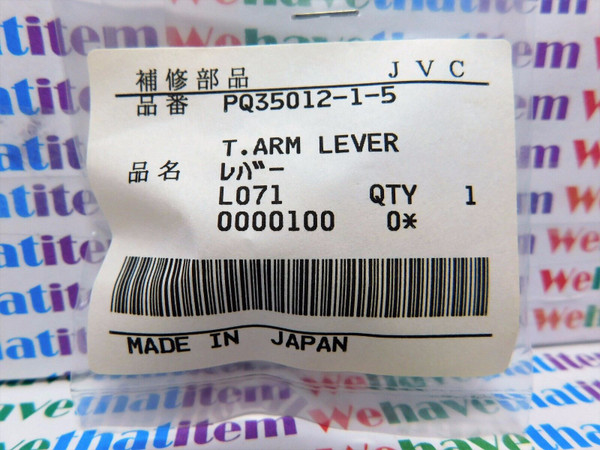 補修部品 JVC
品番 PQ35012-1-5
T.ARM LEVER
品名 レバー
L071 QTY 1
0000100 0*
MADE IN JAPAN
Wehavethatitem